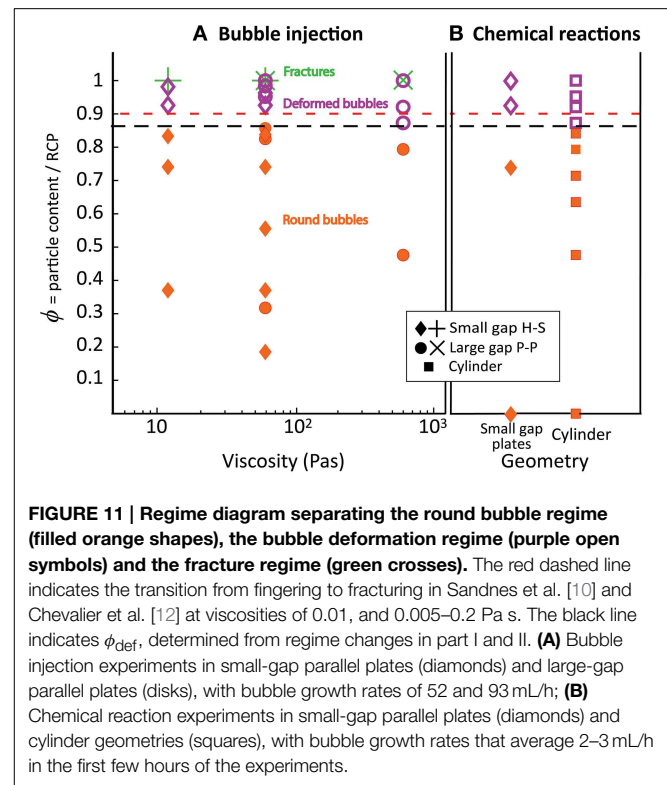 A Bubble injection
B Chemical reactions
Fractures
Deformed bubbles
Round bubbles
ϕ = particle content / RCP
1
0.9
0.8
0.7
0.6
0.5
0.4
0.3
0.2
0.1
Small gap H-S
Large gap P-P
Cylinder
10
10²
10³
Viscosity (Pas)
Small gap
plates
Cylinder
Geometry
FIGURE 11 | Regime diagram separating the round bubble regime
(filled orange shapes), the bubble deformation regime (purple open
symbols) and the fracture regime (green crosses). The red dashed line
indicates the transition from fingering to fracturing in Sandnes et al. [10] and
Chevalier et al. [12] at viscosities of 0.01, and 0.005–0.2 Pa s. The black line
indicates ϕdef, determined from regime changes in part I and II. (A) Bubble
injection experiments in small-gap parallel plates (diamonds) and large-gap
parallel plates (disks), with bubble growth rates of 52 and 93 mL/h; (B)
Chemical reaction experiments in small-gap parallel plates (diamonds) and
cylinder geometries (squares), with bubble growth rates that average 2–3 mL/h
in the first few hours of the experiments.